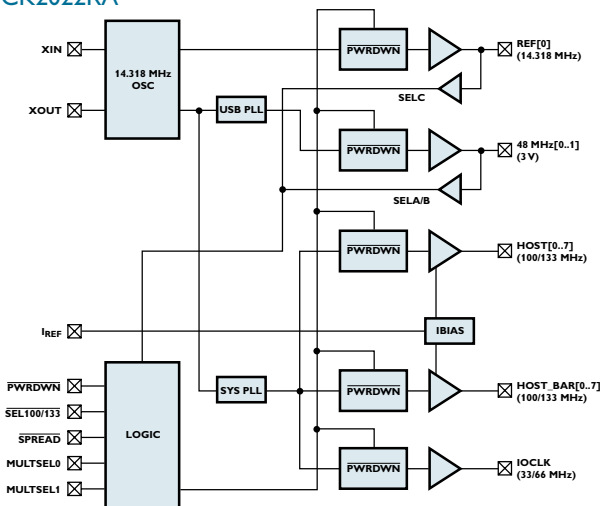 CK2022RA
XIN
14.318 MHz
OSC
XOUT
PWRDWN
REF[0]
(14.318 MHz)
SELC
USB PLL
PWRDWN
48 MHz[0..1]
(3 V)
SELA/B
PWRDWN
HOST[0..7]
(100/133 MHz)
IREF
IBIAS
PWRDWN
SEL100/133
SPREAD
MULTSEL0
MULTSEL1
LOGIC
SYS PLL
PWRDWN
HOST_BAR[0..7]
(100/133 MHz)
PWRDWN
IOCLK
(33/66 MHz)